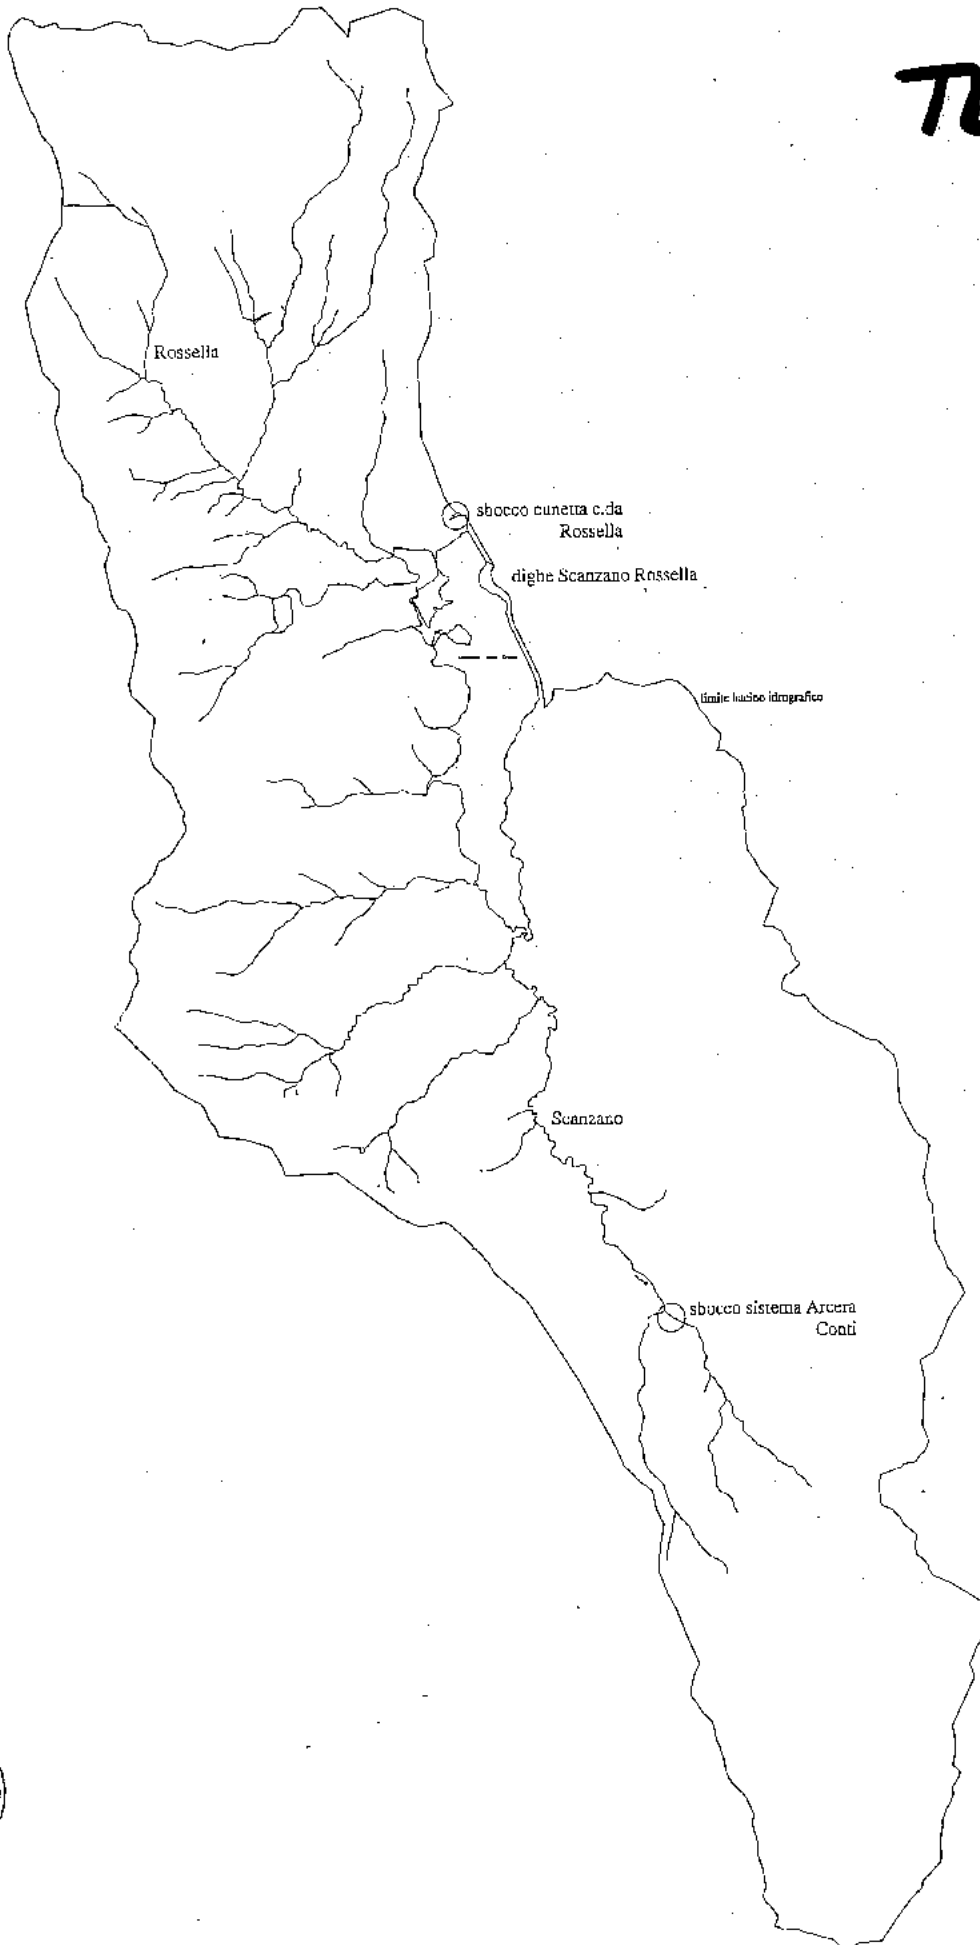 Rossella
sbocco cunetta c.da
Rossella
dighe Scanzano Rossella
limite bacino idrografico
Scanzano
sbocco sistema Arcera
Conti